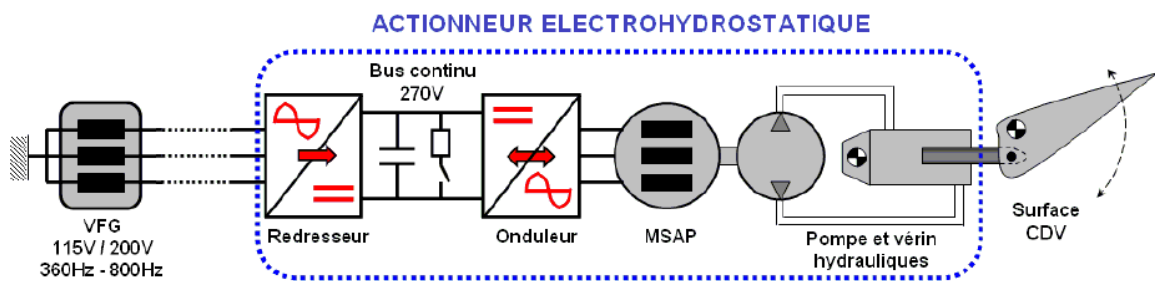 ACTIONNEUR ELECTROHYDROSTATIQUE
Bus continu
270V
VFG
115V / 200V
360Hz - 800Hz
Redresseur
Onduleur
MSAP
Pompe et vérin
hydrauliques
Surface
CDV